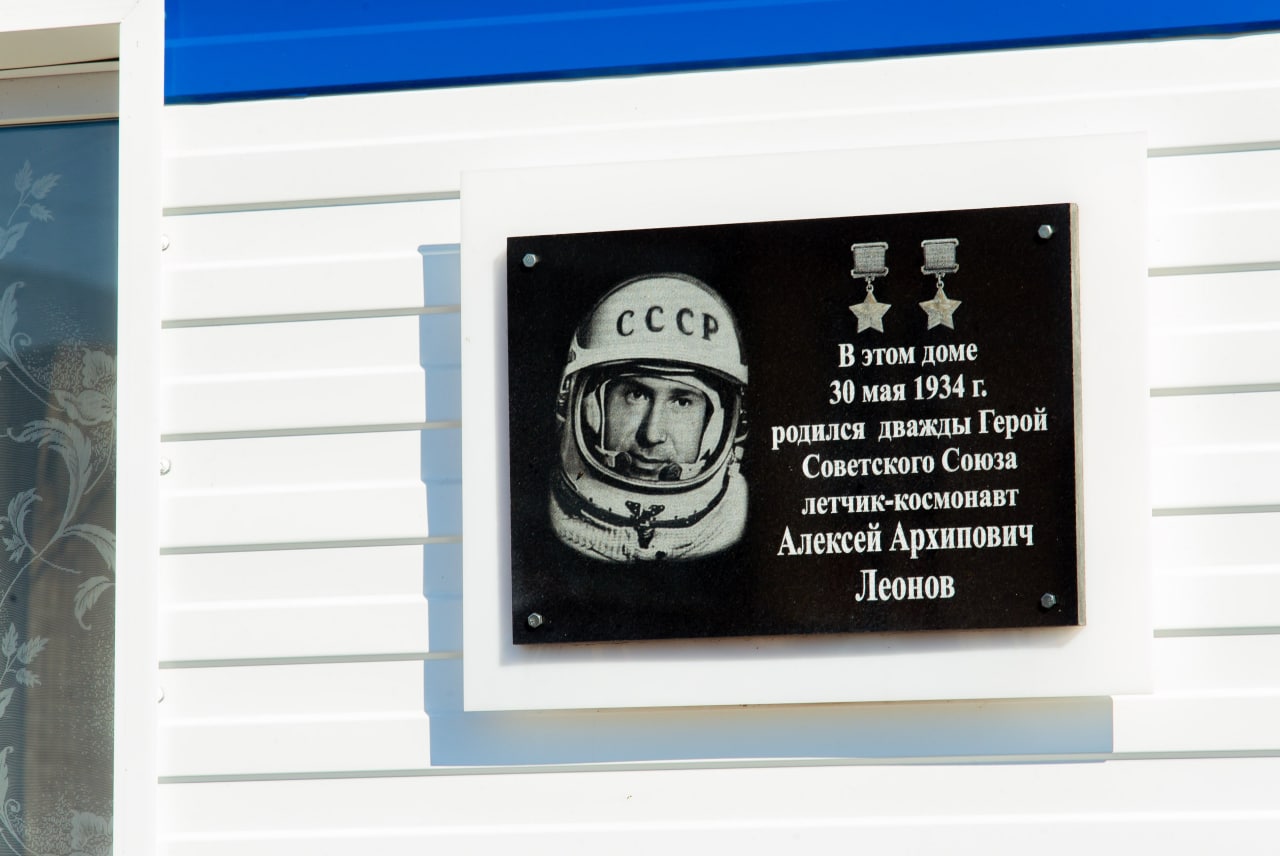 СССР
В этом доме
30 мая 1934 г.
родился дважды Герой
Советского Союза
летчик-космонавт
Алексей Архипович
Леонов